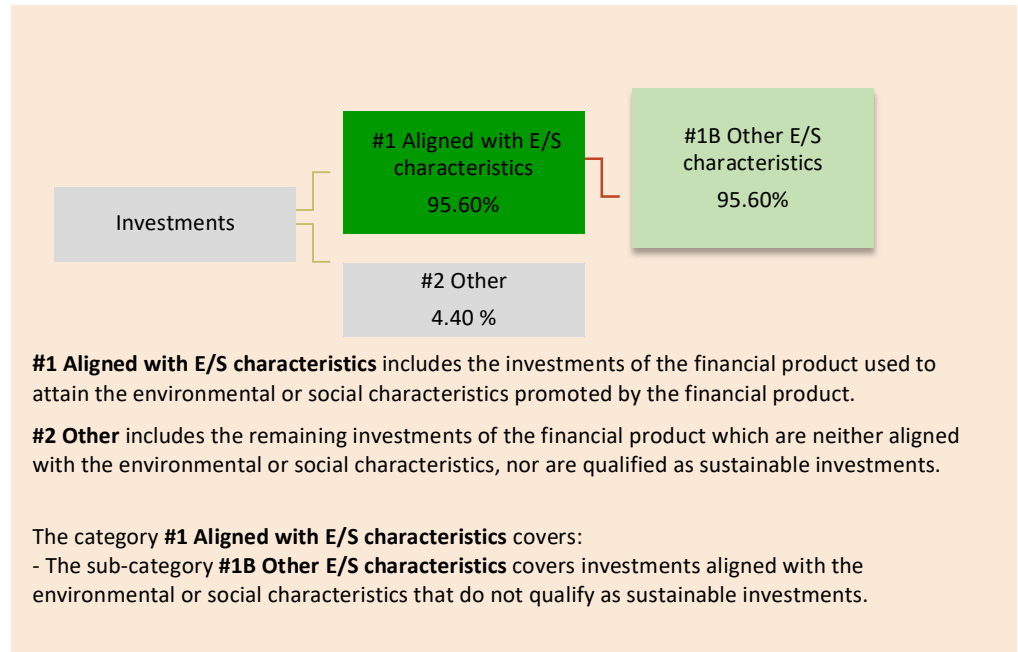 Investments
#1 Aligned with E/S
characteristics
95.60%
#1B Other E/S
characteristics
95.60%
#2 Other
4.40 %
#1 Aligned with E/S characteristics includes the investments of the financial product used to
attain the environmental or social characteristics promoted by the financial product.
#2 Other includes the remaining investments of the financial product which are neither aligned
with the environmental or social characteristics, nor are qualified as sustainable investments.
The category #1 Aligned with E/S characteristics covers:
- The sub-category #1B Other E/S characteristics covers investments aligned with the
environmental or social characteristics that do not qualify as sustainable investments.